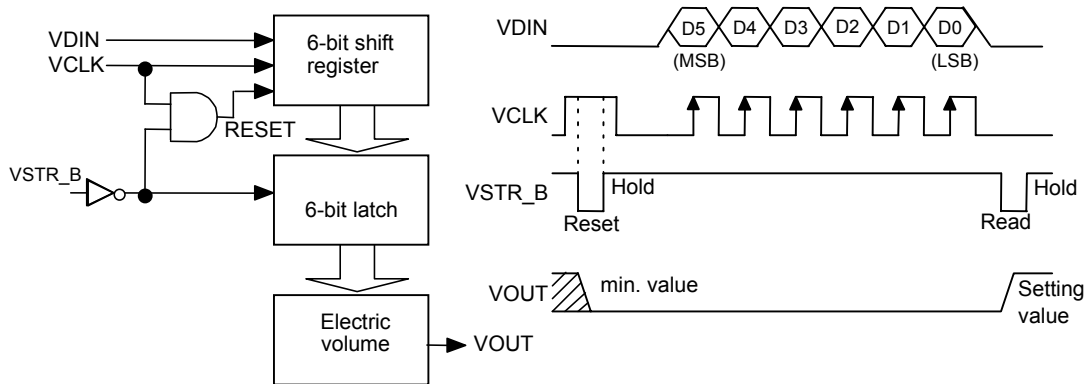 VDIN
VCLK
RESET
VSTR_B
6-bit shift
register
6-bit latch
Electric
volume
VOUT
VDIN
D5
D4
D3
D2
D1
D0
(MSB)
(LSB)
VCLK
VSTR_B
Hold
Hold
Reset
Read
VOUT
min. value
Setting
value